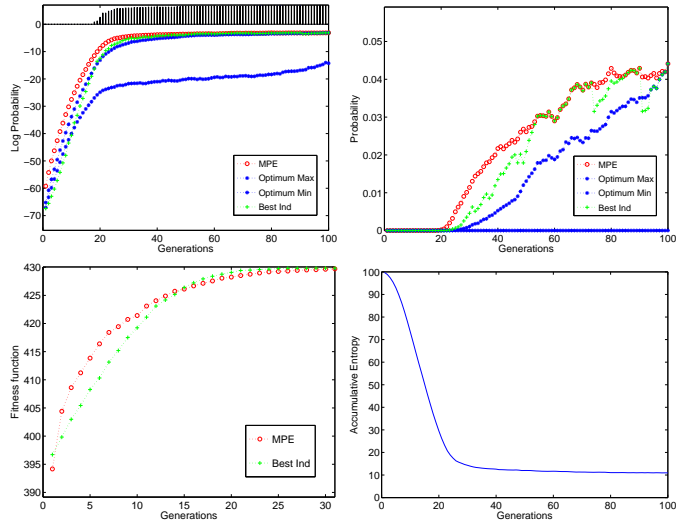 10
0
-10
-20
-30
-40
-50
-60
-70
Log Probability
MPE
Optimum Max
Optimum Min
Best Ind
0 20 40 60 80 100
Generations
0.05
0.04
0.03
0.02
0.01
0
Probability
MPE
Optimum Max
Optimum Min
Best Ind
0 20 40 60 80 100
Generations
430
425
420
415
410
405
400
395
390
Fitness function
MPE
Best Ind
0 5 10 15 20 25 30
Generations
100
90
80
70
60
50
40
30
20
10
0
Accumulative Entropy
0 20 40 60 80 100
Generations